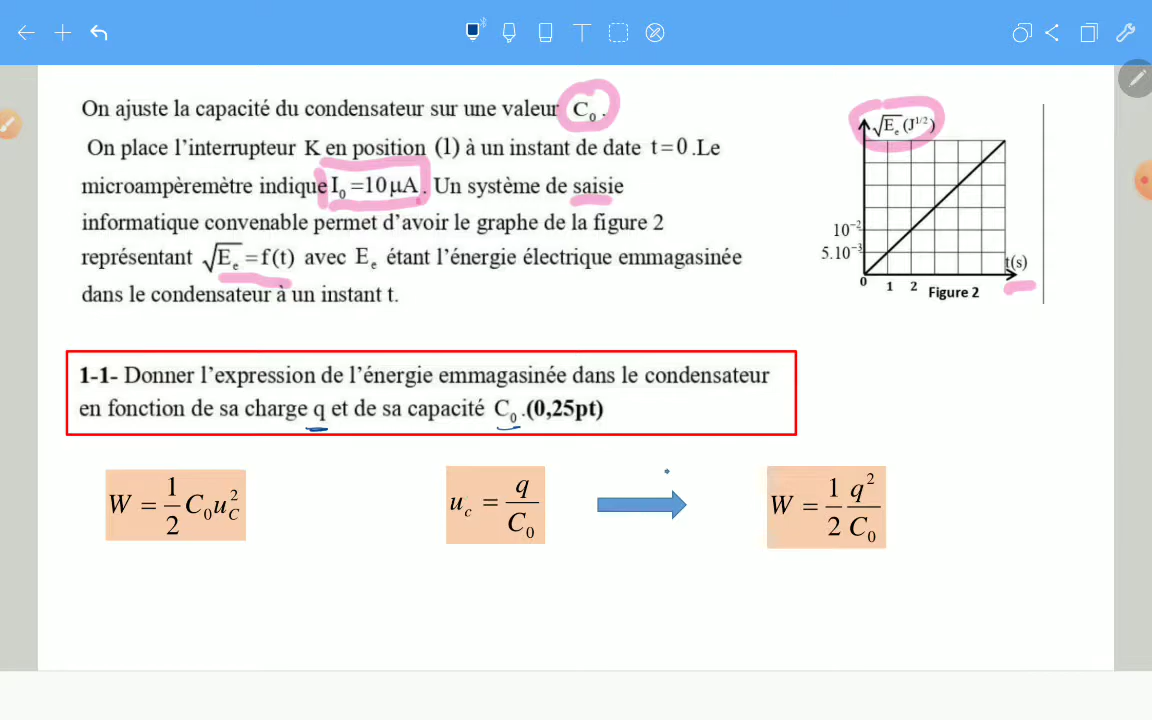 On ajuste la capacité du condensateur sur une valeur C₀.
On place l’interrupteur K en position (1) à un instant de date t=0.Le
microampèremètre indique I₀=10µA. Un système de saisie
informatique convenable permet d’avoir le graphe de la figure 2
représentant √Eₑ=f(t) avec Eₑ étant l’énergie électrique emmagasinée
dans le condensateur à un instant t.
√Eₑ(J^1/2)
10⁻²
5.10⁻³
t(s)
0 1 2 Figure 2
1-1- Donner l’expression de l’énergie emmagasinée dans le condensateur
en fonction de sa charge q et de sa capacité C₀.(0,25pt)
W = 1/2 C₀u_C² u_c = q/C₀ W = 1/2 q²/C₀